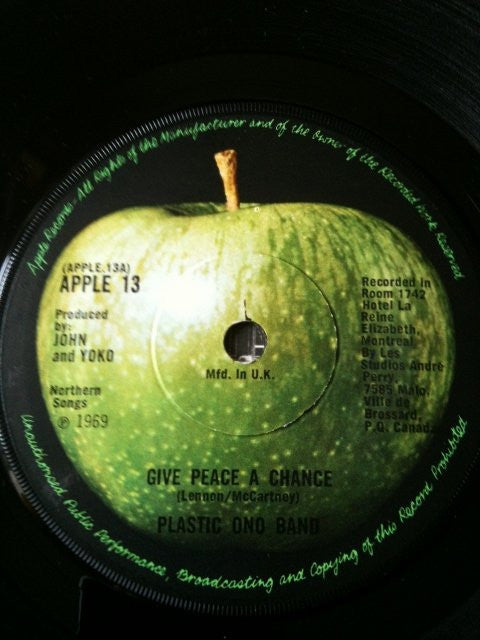 Apple Records · All Rights of the Manufacturer and of the Owner of the Recorded Work Reserved
(APPLE.13A)
APPLE 13
Produced
by:
JOHN
and YOKO
Northern
Songs
℗ 1969
Recorded in
Room 1742
Hotel La
Reine
Elizabeth,
Montreal
By Les
Studios André
Perry,
7585 Malo,
Ville de
Brossard,
P.Q. Canad.
Mfd. In U.K.
GIVE PEACE A CHANCE
(Lennon/McCartney)
PLASTIC ONO BAND
Unauthorised Public Performance, Broadcasting and Copying of this Record Prohibited